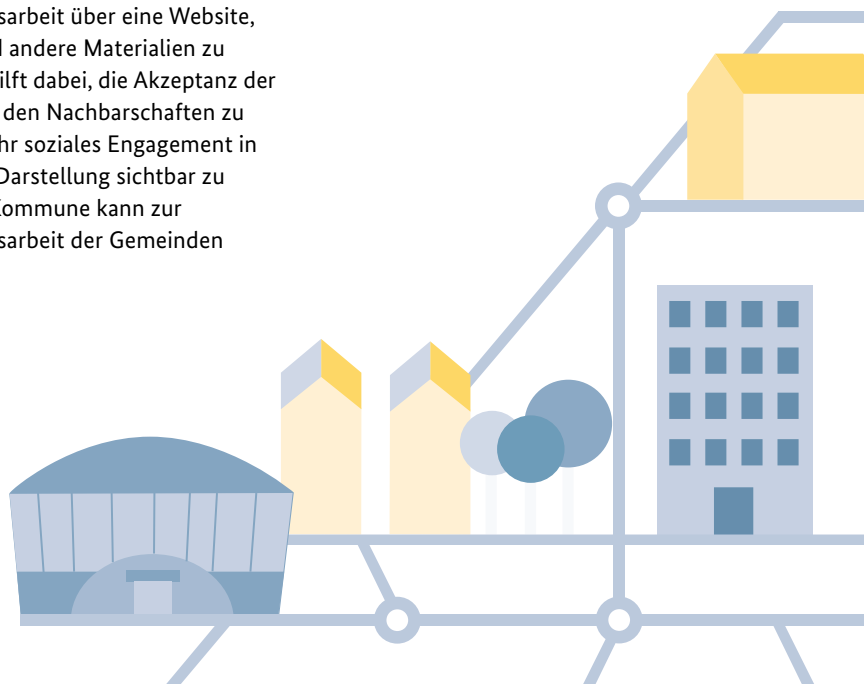 sarbeit über eine Website,
d andere Materialien zu
ilft dabei, die Akzeptanz der
den Nachbarschaften zu
hr soziales Engagement in
Darstellung sichtbar zu
Kommune kann zur
sarbeit der Gemeinden